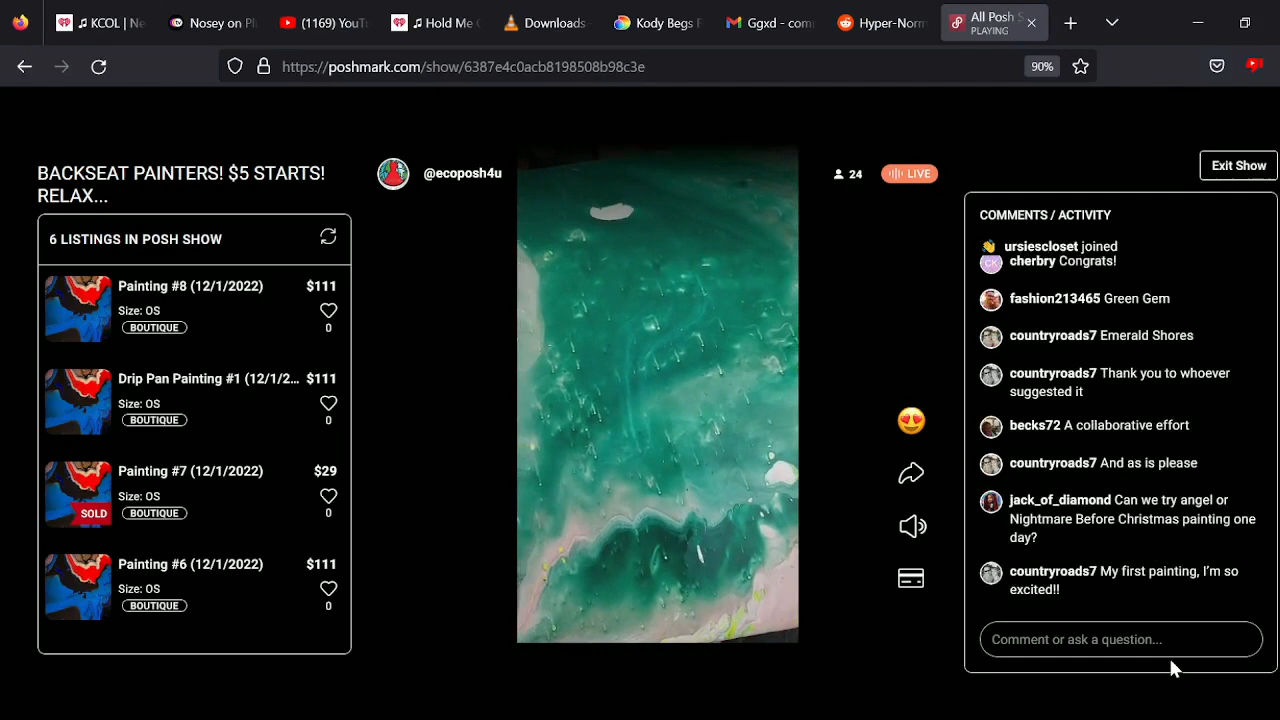 ♫ KCOL | Ne
Nosey on Pl
(1169) YouT
♫ Hold Me C
Downloads
Kody Begs F
Ggxd - com
Hyper-Norm
All Posh S
PLAYING
https://poshmark.com/show/6387e4c0acb8198508b98c3e
90%
BACKSEAT PAINTERS! $5 STARTS!
RELAX...
6 LISTINGS IN POSH SHOW
Painting #8 (12/1/2022) $111
Size: OS
BOUTIQUE 0
Drip Pan Painting #1 (12/1/2... $111
Size: OS
BOUTIQUE 0
Painting #7 (12/1/2022) $29
Size: OS
SOLD BOUTIQUE 0
Painting #6 (12/1/2022) $111
Size: OS
BOUTIQUE 0
@ecoposh4u
24 LIVE
Exit Show
COMMENTS / ACTIVITY
👋 ursiescloset joined
CK cherbry Congrats!
fashion213465 Green Gem
countryroads7 Emerald Shores
countryroads7 Thank you to whoever
suggested it
becks72 A collaborative effort
countryroads7 And as is please
jack_of_diamond Can we try angel or
Nightmare Before Christmas painting one
day?
countryroads7 My first painting, I'm so
excited!!
Comment or ask a question...